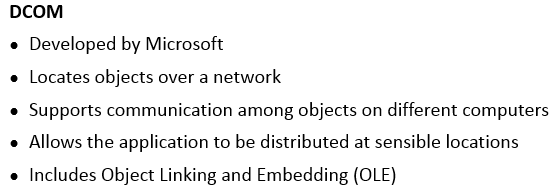 DCOM
• Developed by Microsoft
• Locates objects over a network
• Supports communication among objects on different computers
• Allows the application to be distributed at sensible locations
• Includes Object Linking and Embedding (OLE)